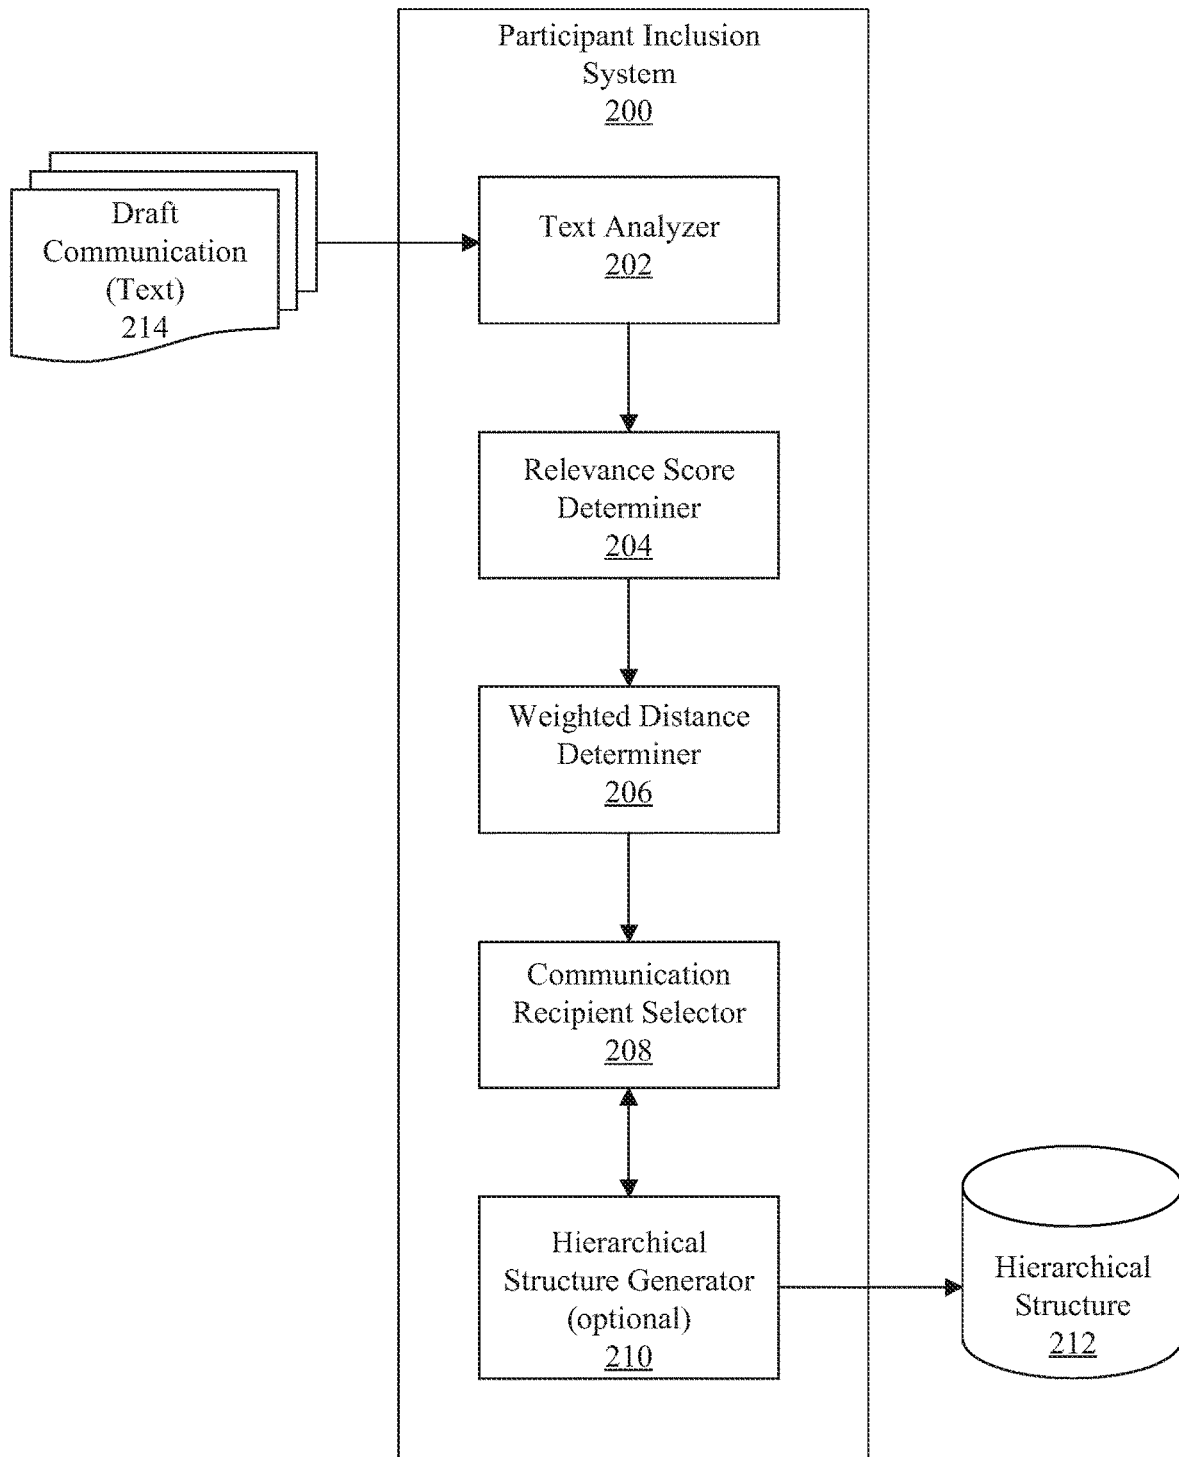 Participant Inclusion
System
200
Draft
Communication
(Text)
214
Text Analyzer
202
Relevance Score
Determiner
204
Weighted Distance
Determiner
206
Communication
Recipient Selector
208
Hierarchical
Structure Generator
(optional)
210
Hierarchical
Structure
212